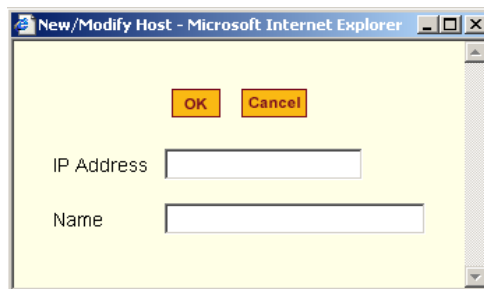 New/Modify Host - Microsoft Internet Explorer
OK Cancel
IP Address
Name